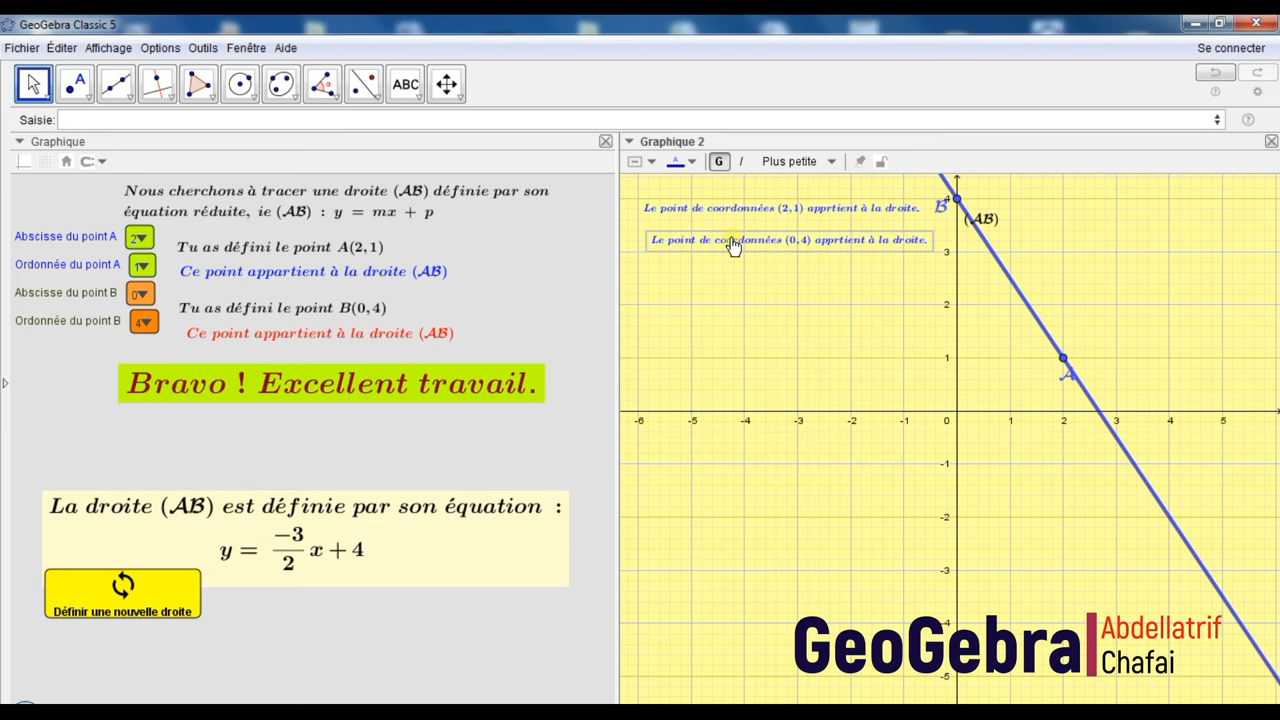 GeoGebra Classic 5
Fichier Éditer Affichage Options Outils Fenêtre Aide
Se connecter
ABC
Saisie:
Graphique
Nous cherchons à tracer une droite (AB) définie par son
équation réduite, ie (AB) : y = mx + p
Abscisse du point A 2
Tu as défini le point A(2,1)
Ordonnée du point A 1
Ce point appartient à la droite (AB)
Abscisse du point B 0
Tu as défini le point B(0,4)
Ordonnée du point B 4
Ce point appartient à la droite (AB)
Bravo ! Excellent travail.
La droite (AB) est définie par son équation :
y = -3/2 x + 4
Définir une nouvelle droite
Graphique 2
A G I Plus petite
Le point de coordonnées (2,1) apprtient à la droite.
Le point de coordonnées (0,4) apprtient à la droite.
B
(AB)
A
4
3
2
1
-6 -5 -4 -3 -2 -1 0 1 2 3 4 5
-1
-2
-3
-4
-5
GeoGebra
Abdellatrif
Chafai